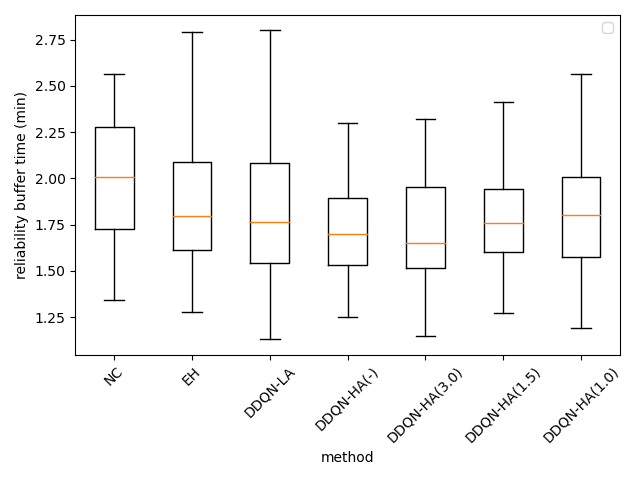 2.75
2.50
2.25
2.00
1.75
1.50
1.25
reliability buffer time (min)
NC
EH
DDQN-LA
DDQN-HA(-)
DDQN-HA(3.0)
DDQN-HA(1.5)
DDQN-HA(1.0)
method